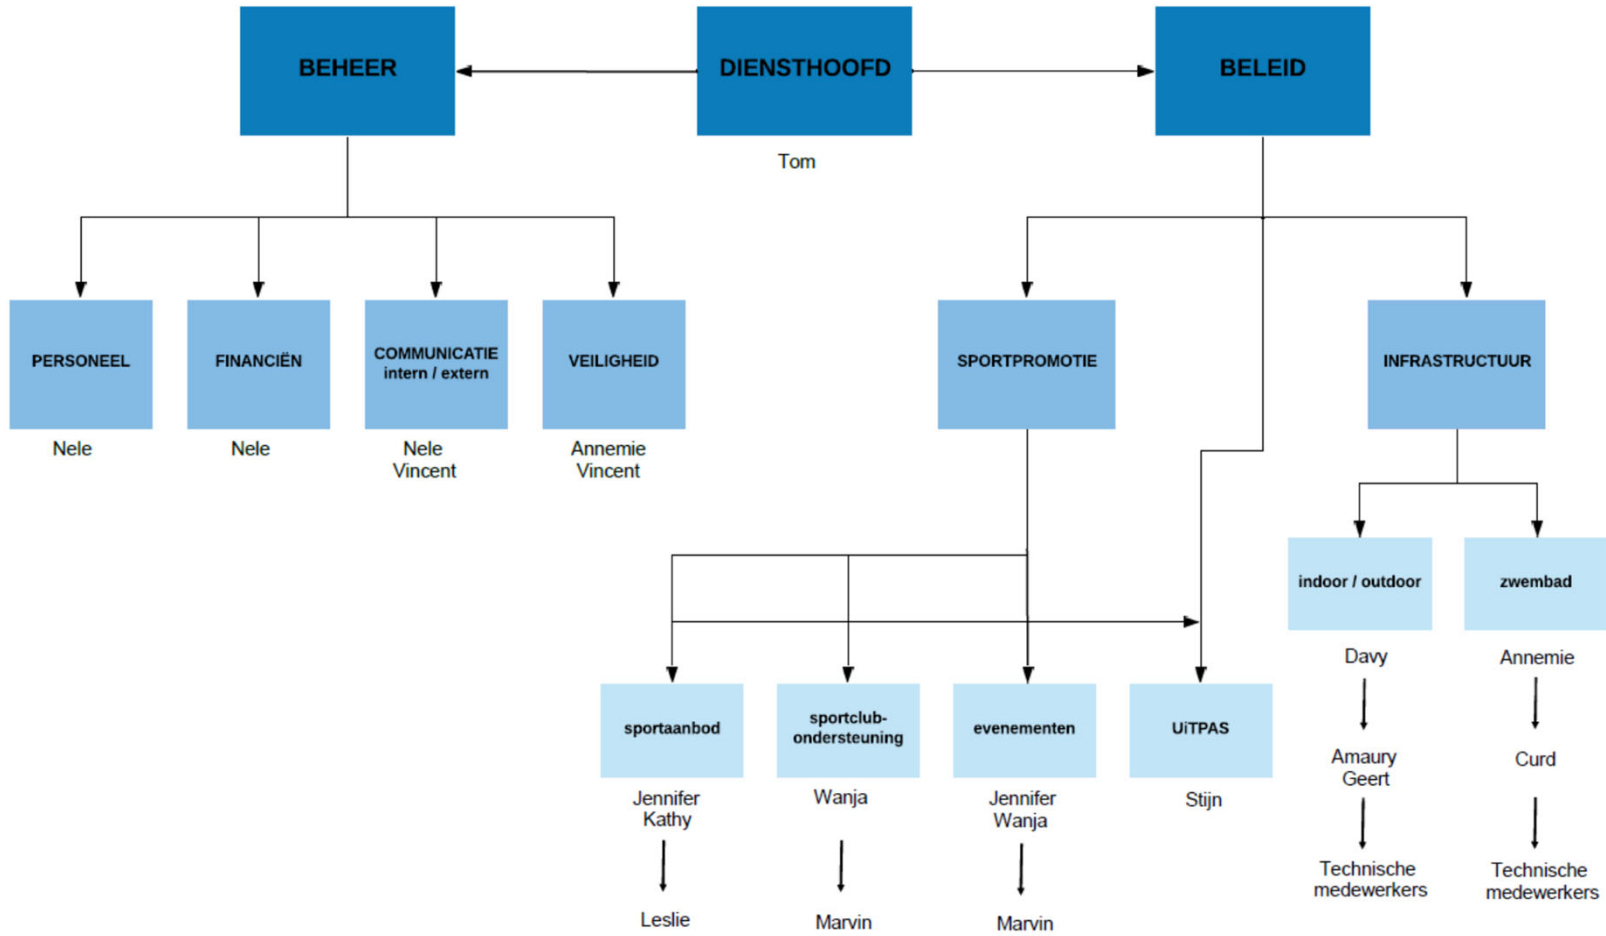 BEHEER
DIENSTHOOFD
BELEID
Tom
PERSONEEL
FINANCIËN
COMMUNICATIE
intern / extern
VEILIGHEID
SPORTPROMOTIE
INFRASTRUCTUUR
Nele
Nele
Nele
Vincent
Annemie
Vincent
indoor / outdoor
zwembad
Davy
Annemie
sportaanbod
sportclub-
ondersteuning
evenementen
UiTPAS
Amaury
Geert
Curd
Jennifer
Kathy
Wanja
Jennifer
Wanja
Stijn
Technische
medewerkers
Technische
medewerkers
Leslie
Marvin
Marvin